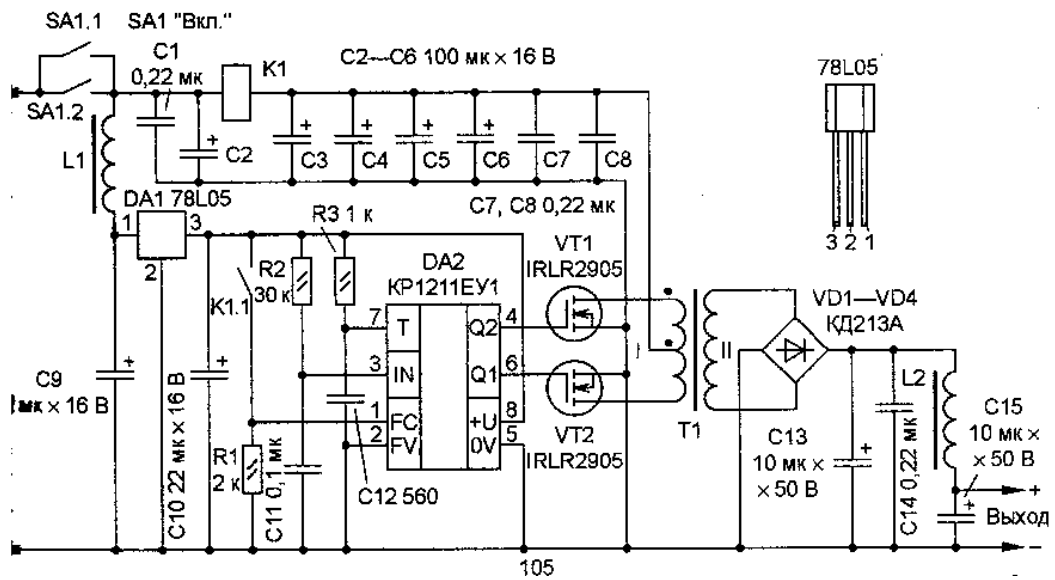 SA1.1 SA1 "Вкл."
C1
0,22 мк
K1
C2—C6 100 мк × 16 В
78L05
SA1.2
L1
C2
C3
C4
C5
C6
C7
C8
DA1 78L05
1
3
2
R3 1 к
C7, C8 0,22 мк
3 2 1
VT1
IRLR2905
DA2
КР1211ЕУ1
R2
30 к
K1.1
7 T Q2 4
3 IN Q1 6
1 FC +U 8
2 FV 0V 5
I
II
T1
VD1—VD4
КД213А
C9
мк × 16 В
C10 22 мк × 16 В
R1
2 к
C11 0,1 мк
C12 560
VT2
IRLR2905
C13
10 мк ×
× 50 В
C14 0,22 мк
L2
C15
10 мк ×
× 50 В
+
Выход
−
105